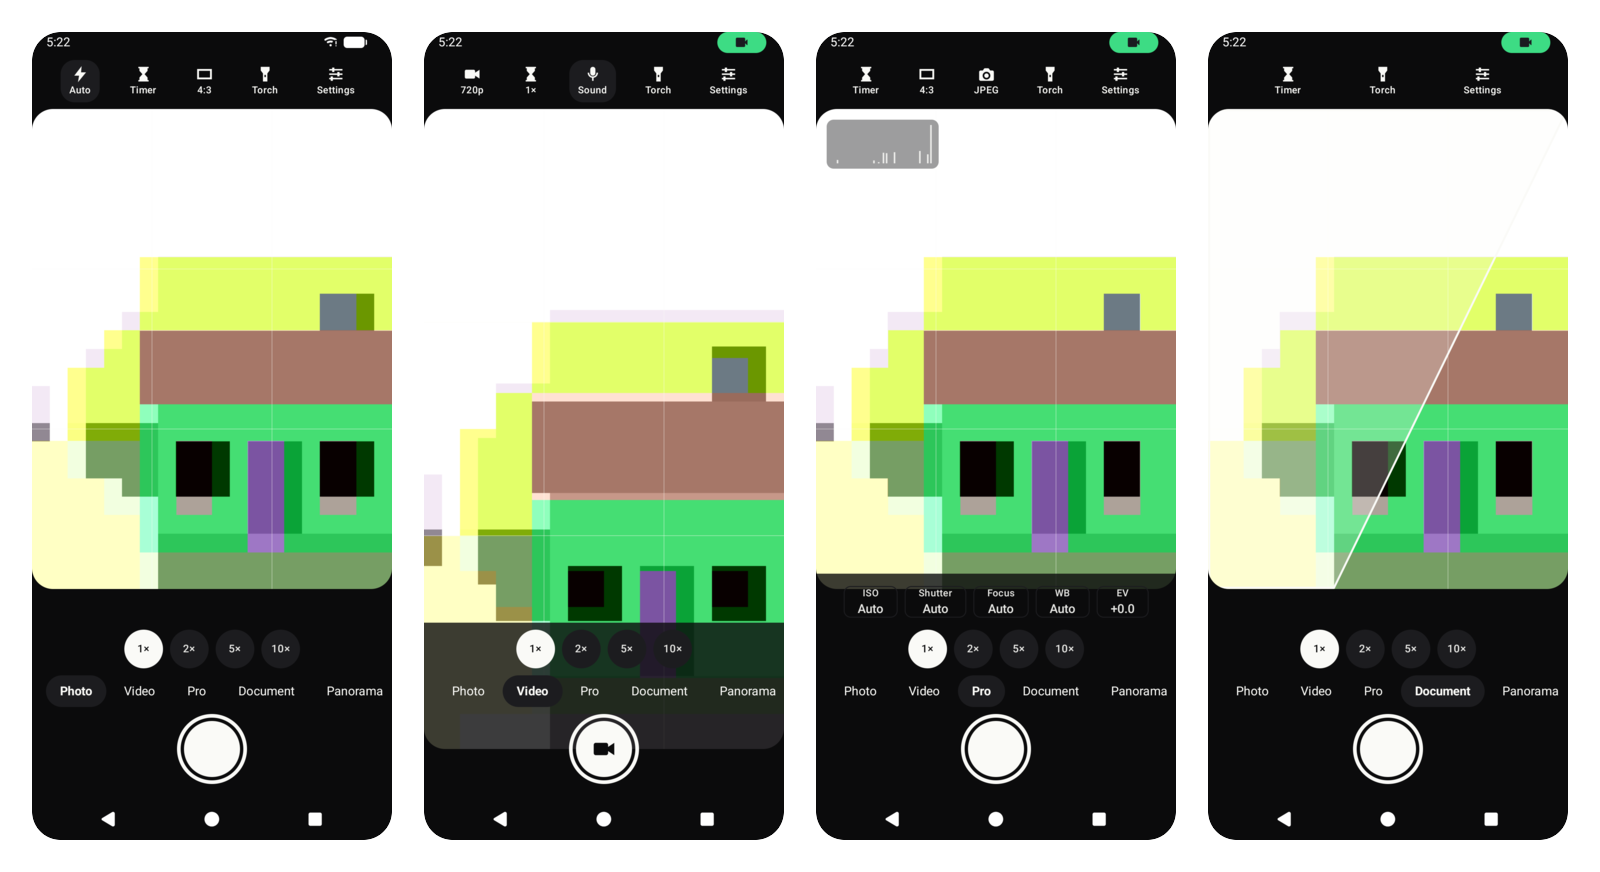 5:22
Auto Timer 4:3 Torch Settings
1× 2× 5× 10×
Photo Video Pro Document Panorama
5:22
720p 1× Sound Torch Settings
1× 2× 5× 10×
Photo Video Pro Document Panorama
5:22
Timer 4:3 JPEG Torch Settings
ISO Shutter Focus WB EV
Auto Auto Auto Auto +0.0
1× 2× 5× 10×
Photo Video Pro Document Panorama
5:22
Timer Torch Settings
1× 2× 5× 10×
Photo Video Pro Document Panorama